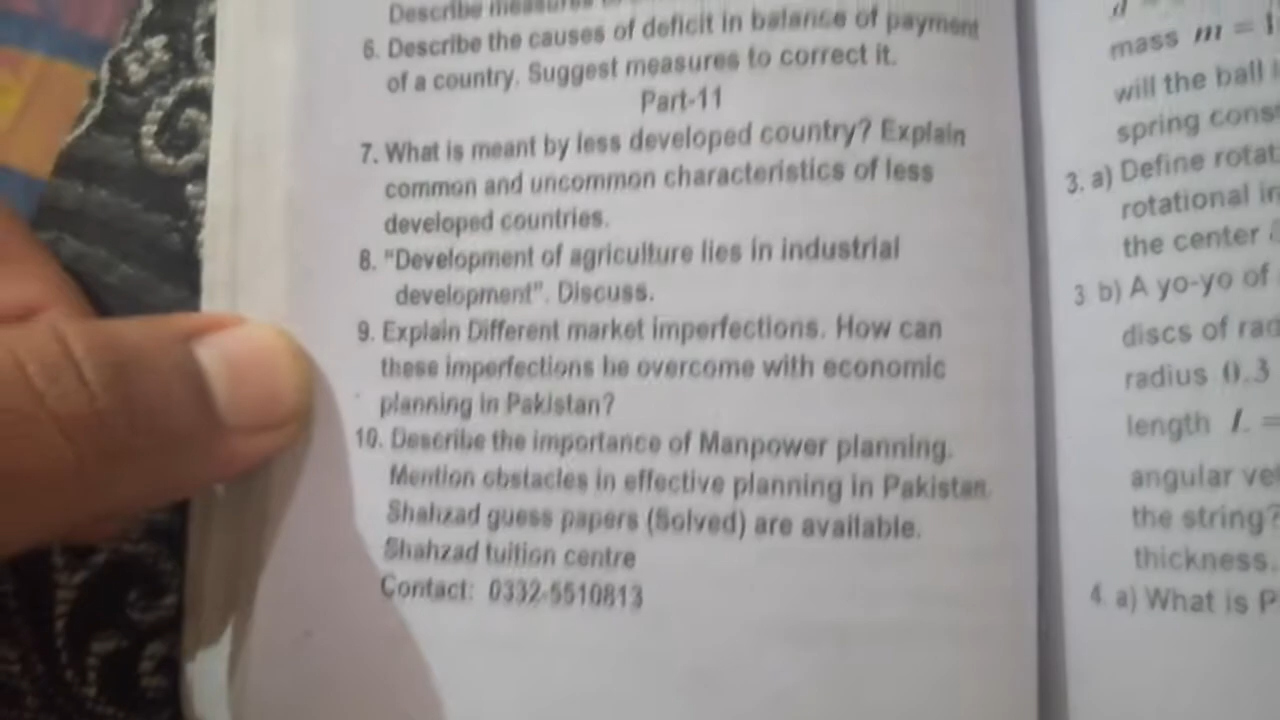 Describe measures
6. Describe the causes of deficit in balance of payment
of a country. Suggest measures to correct it.
Part-11
7. What is meant by less developed country? Explain
common and uncommon characteristics of less
developed countries.
8. "Development of agriculture lies in industrial
development". Discuss.
9. Explain Different market imperfections. How can
these imperfections be overcome with economic
planning in Pakistan?
10. Describe the importance of Manpower planning.
Mention obstacles in effective planning in Pakistan.
Shahzad guess papers (Solved) are available.
Shahzad tuition centre
Contact: 0332-5510813
mass m = 1
will the ball
spring cons
3. a) Define rotat
rotational in
the center
3 b) A yo-yo of
discs of rad
radius 0.3
length L =
angular ve
the string?
thickness.
4 a) What is P